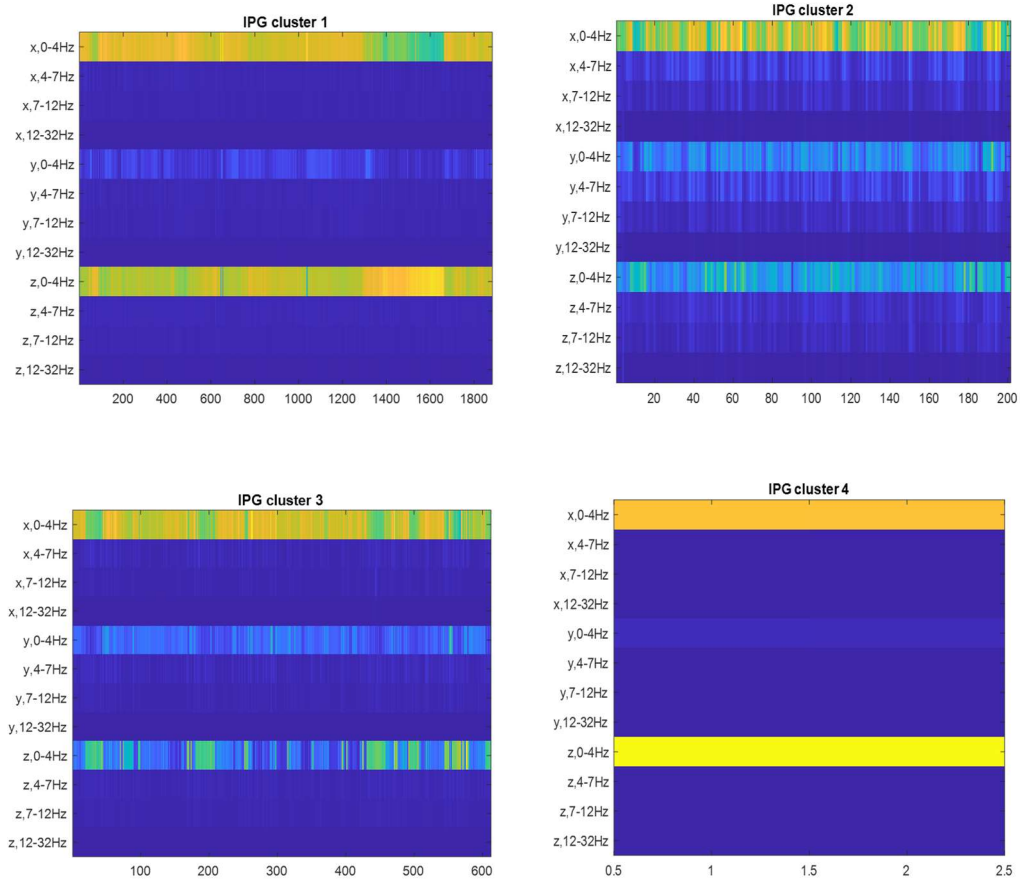 IPG cluster 1
x,0-4Hz
x,4-7Hz
x,7-12Hz
x,12-32Hz
y,0-4Hz
y,4-7Hz
y,7-12Hz
y,12-32Hz
z,0-4Hz
z,4-7Hz
z,7-12Hz
z,12-32Hz
200 400 600 800 1000 1200 1400 1600 1800
IPG cluster 2
x,0-4Hz
x,4-7Hz
x,7-12Hz
x,12-32Hz
y,0-4Hz
y,4-7Hz
y,7-12Hz
y,12-32Hz
z,0-4Hz
z,4-7Hz
z,7-12Hz
z,12-32Hz
20 40 60 80 100 120 140 160 180 200
IPG cluster 3
x,0-4Hz
x,4-7Hz
x,7-12Hz
x,12-32Hz
y,0-4Hz
y,4-7Hz
y,7-12Hz
y,12-32Hz
z,0-4Hz
z,4-7Hz
z,7-12Hz
z,12-32Hz
100 200 300 400 500 600
IPG cluster 4
x,0-4Hz
x,4-7Hz
x,7-12Hz
x,12-32Hz
y,0-4Hz
y,4-7Hz
y,7-12Hz
y,12-32Hz
z,0-4Hz
z,4-7Hz
z,7-12Hz
z,12-32Hz
0.5 1 1.5 2 2.5